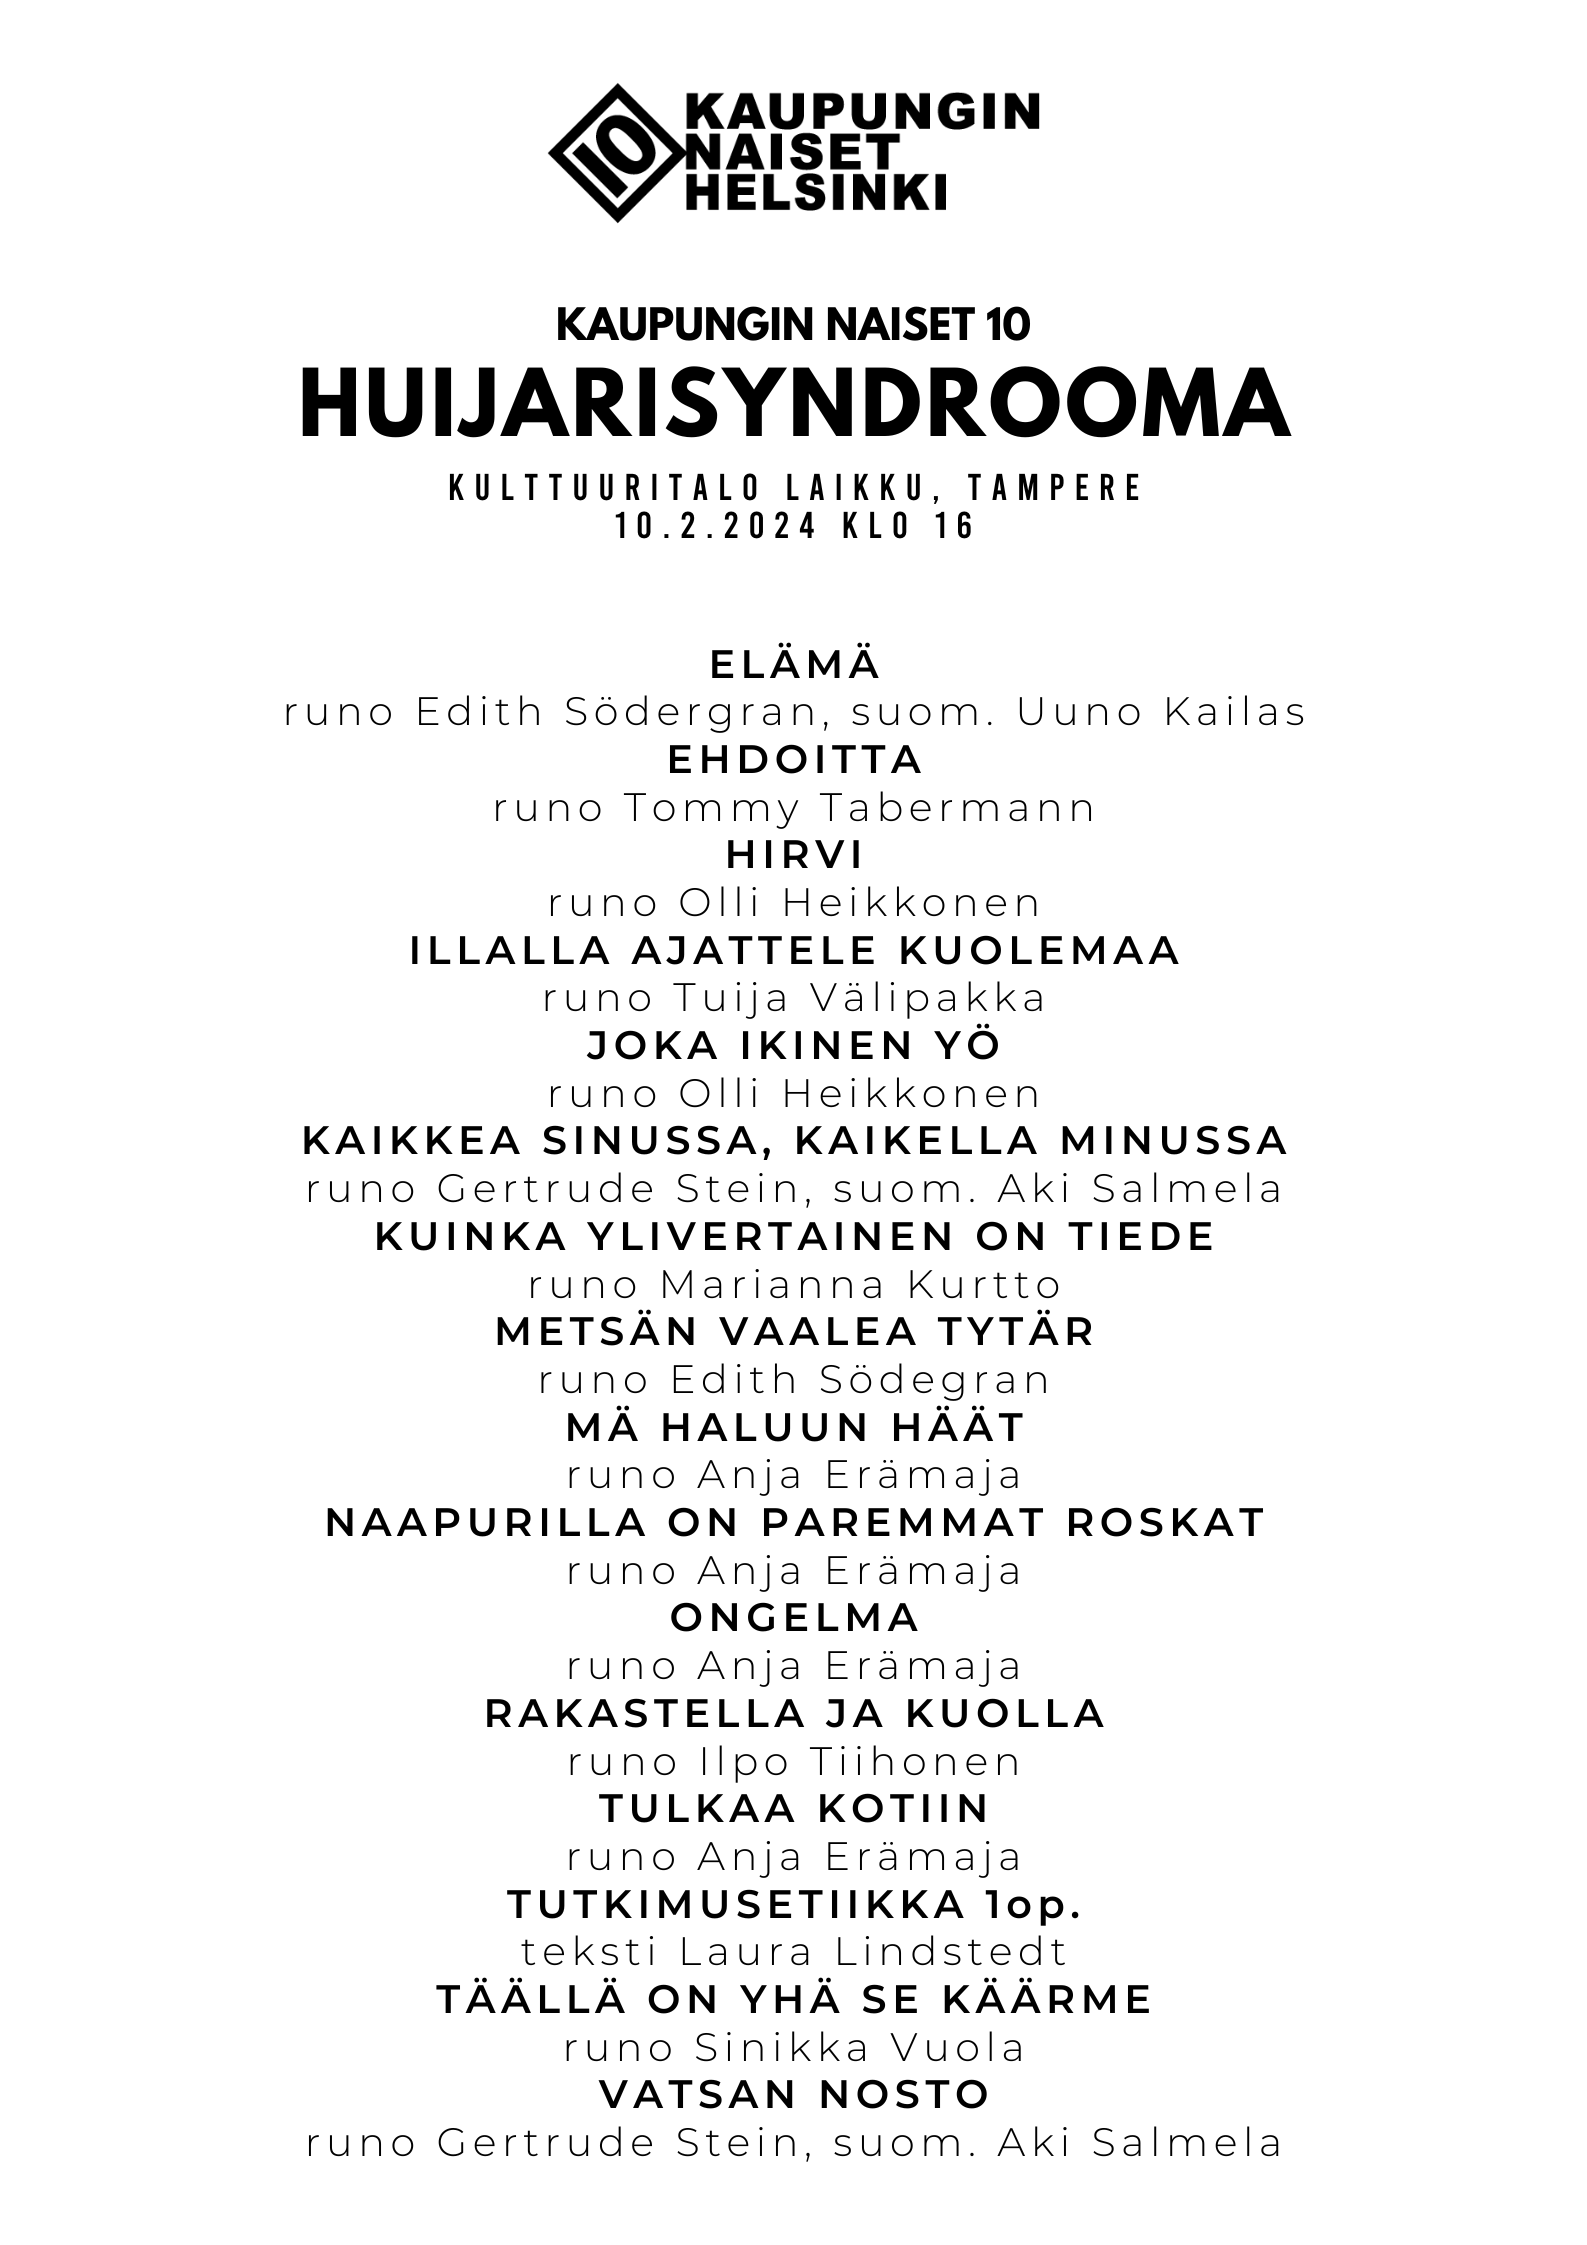 10
KAUPUNGIN
NAISET
HELSINKI
KAUPUNGIN NAISET 10
HUIJARISYNDROOMA
KULTTUURITALO LAIKKU, TAMPERE
10.2.2024 KLO 16
ELÄMÄ
runo Edith Södergran, suom. Uuno Kailas
EHDOITTA
runo Tommy Tabermann
HIRVI
runo Olli Heikkonen
ILLALLA AJATTELE KUOLEMAA
runo Tuija Välipakka
JOKA IKINEN YÖ
runo Olli Heikkonen
KAIKKEA SINUSSA, KAIKELLA MINUSSA
runo Gertrude Stein, suom. Aki Salmela
KUINKA YLIVERTAINEN ON TIEDE
runo Marianna Kurtto
METSÄN VAALEA TYTÄR
runo Edith Södegran
MÄ HALUUN HÄÄT
runo Anja Erämaja
NAAPURILLA ON PAREMMAT ROSKAT
runo Anja Erämaja
ONGELMA
runo Anja Erämaja
RAKASTELLA JA KUOLLA
runo Ilpo Tiihonen
TULKAA KOTIIN
runo Anja Erämaja
TUTKIMUSETIIKKA 1op.
teksti Laura Lindstedt
TÄÄLLÄ ON YHÄ SE KÄÄRME
runo Sinikka Vuola
VATSAN NOSTO
runo Gertrude Stein, suom. Aki Salmela